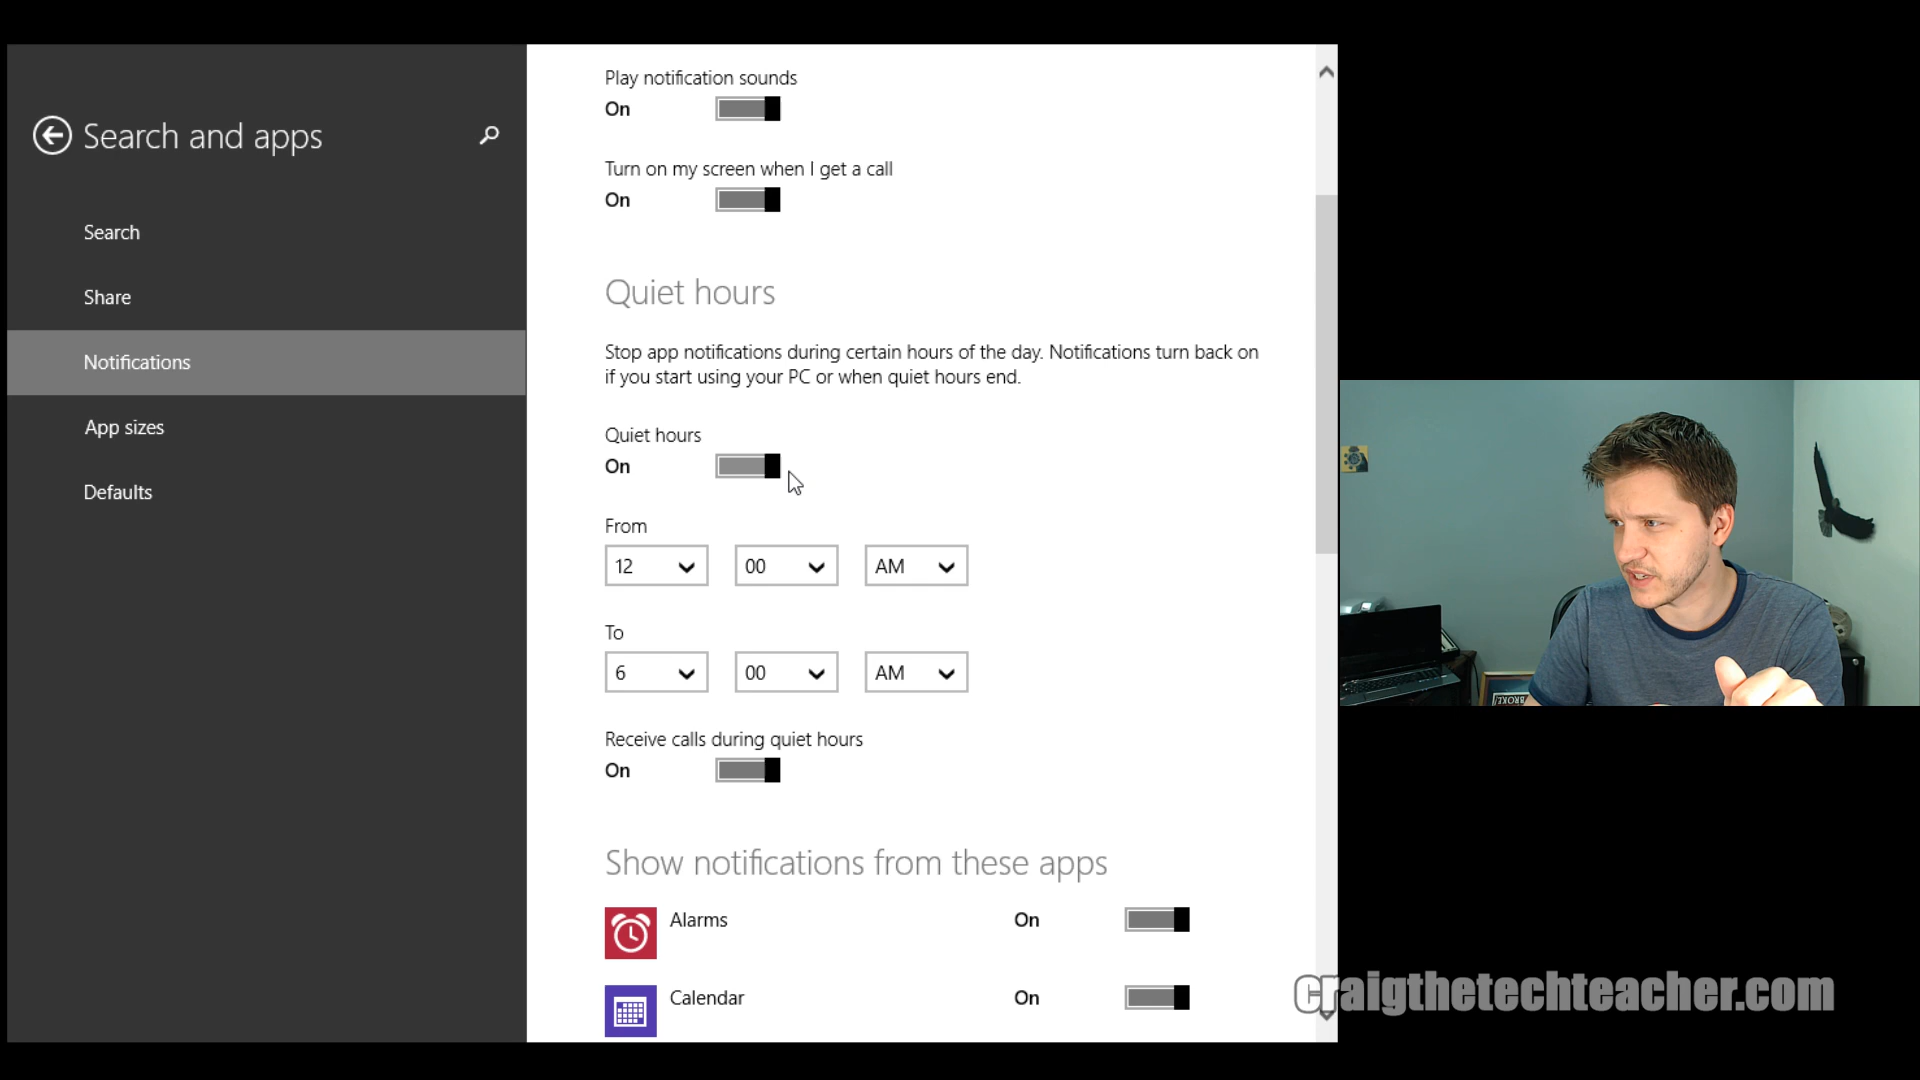 Search and apps
Search
Share
Notifications
App sizes
Defaults
Play notification sounds
On
Turn on my screen when I get a call
On
Quiet hours
Stop app notifications during certain hours of the day. Notifications turn back on
if you start using your PC or when quiet hours end.
Quiet hours
On
From
12 00 AM
To
6 00 AM
Receive calls during quiet hours
On
Show notifications from these apps
Alarms On
Calendar On
BROKE
craigthetechteacher.com